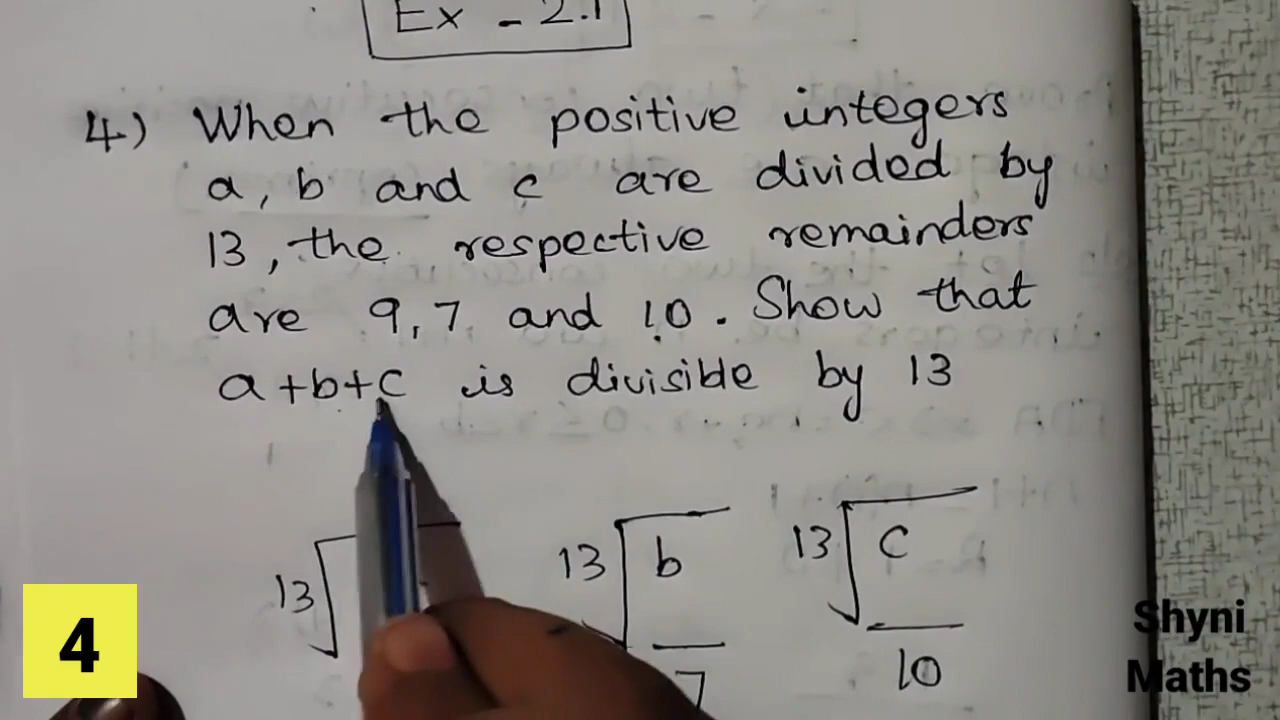 Ex - 2.1
4) When the positive integers
a, b and c are divided by
13, the respective remainders
are 9, 7 and 10. Show that
a+b+c is divisible by 13
13 13 b 13 c
7 10
4
Shyni
Maths